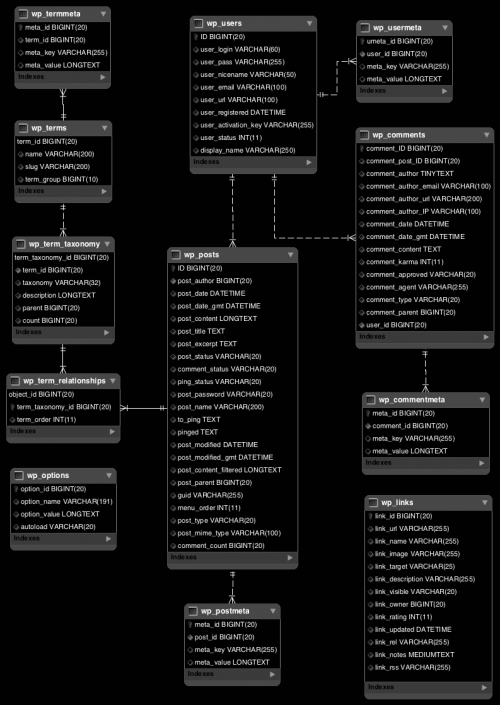 wp_termmeta
meta_id BIGINT(20)
term_id BIGINT(20)
meta_key VARCHAR(255)
meta_value LONGTEXT
Indexes
wp_terms
term_id BIGINT(20)
name VARCHAR(200)
slug VARCHAR(200)
term_group BIGINT(10)
Indexes
wp_term_taxonomy
term_taxonomy_id BIGINT(20)
term_id BIGINT(20)
taxonomy VARCHAR(32)
description LONGTEXT
parent BIGINT(20)
count BIGINT(20)
Indexes
wp_term_relationships
object_id BIGINT(20)
term_taxonomy_id BIGINT(20)
term_order INT(11)
Indexes
wp_options
option_id BIGINT(20)
option_name VARCHAR(191)
option_value LONGTEXT
autoload VARCHAR(20)
Indexes
wp_users
ID BIGINT(20)
user_login VARCHAR(60)
user_pass VARCHAR(255)
user_nicename VARCHAR(50)
user_email VARCHAR(100)
user_url VARCHAR(100)
user_registered DATETIME
user_activation_key VARCHAR(255)
user_status INT(11)
display_name VARCHAR(250)
Indexes
wp_posts
ID BIGINT(20)
post_author BIGINT(20)
post_date DATETIME
post_date_gmt DATETIME
post_content LONGTEXT
post_title TEXT
post_excerpt TEXT
post_status VARCHAR(20)
comment_status VARCHAR(20)
ping_status VARCHAR(20)
post_password VARCHAR(20)
post_name VARCHAR(200)
to_ping TEXT
pinged TEXT
post_modified DATETIME
post_modified_gmt DATETIME
post_content_filtered LONGTEXT
post_parent BIGINT(20)
guid VARCHAR(255)
menu_order INT(11)
post_type VARCHAR(20)
post_mime_type VARCHAR(100)
comment_count BIGINT(20)
Indexes
wp_postmeta
meta_id BIGINT(20)
post_id BIGINT(20)
meta_key VARCHAR(255)
meta_value LONGTEXT
Indexes
wp_usermeta
umeta_id BIGINT(20)
user_id BIGINT(20)
meta_key VARCHAR(255)
meta_value LONGTEXT
Indexes
wp_comments
comment_ID BIGINT(20)
comment_post_ID BIGINT(20)
comment_author TINYTEXT
comment_author_email VARCHAR(100)
comment_author_url VARCHAR(200)
comment_author_IP VARCHAR(100)
comment_date DATETIME
comment_date_gmt DATETIME
comment_content TEXT
comment_karma INT(11)
comment_approved VARCHAR(20)
comment_agent VARCHAR(255)
comment_type VARCHAR(20)
comment_parent BIGINT(20)
user_id BIGINT(20)
Indexes
wp_commentmeta
meta_id BIGINT(20)
comment_id BIGINT(20)
meta_key VARCHAR(255)
meta_value LONGTEXT
Indexes
wp_links
link_id BIGINT(20)
link_url VARCHAR(255)
link_name VARCHAR(255)
link_image VARCHAR(255)
link_target VARCHAR(25)
link_description VARCHAR(255)
link_visible VARCHAR(20)
link_owner BIGINT(20)
link_rating INT(11)
link_updated DATETIME
link_rel VARCHAR(255)
link_notes MEDIUMTEXT
link_rss VARCHAR(255)
Indexes